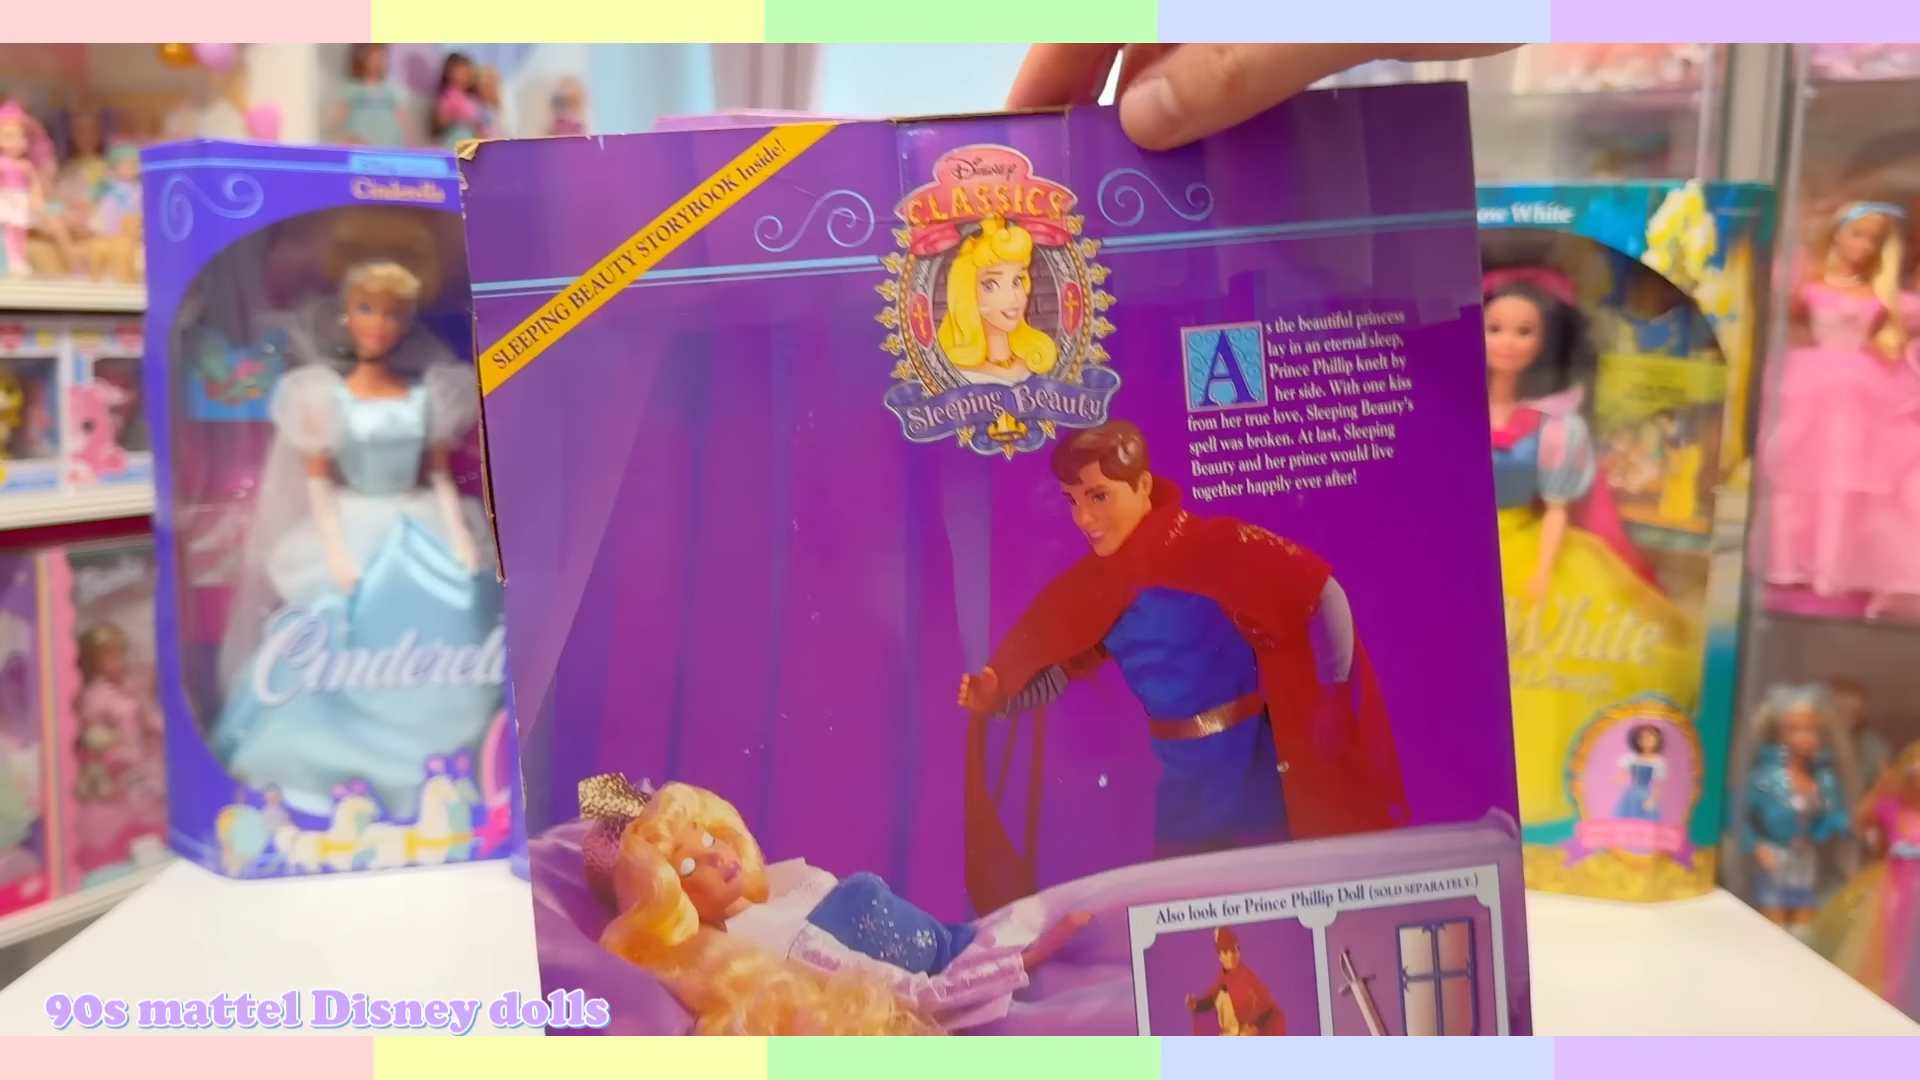 Disney
CLASSICS
Sleeping Beauty
SLEEPING BEAUTY STORYBOOK Inside!
As the beautiful princess
lay in an eternal sleep,
Prince Phillip knelt by
her side. With one kiss
from her true love, Sleeping Beauty's
spell was broken. At last, Sleeping
Beauty and her prince would live
together happily ever after!
Also look for Prince Phillip Doll (SOLD SEPARATELY.)
Cinderella
Cinderell
ow White
White
90s mattel Disney dolls